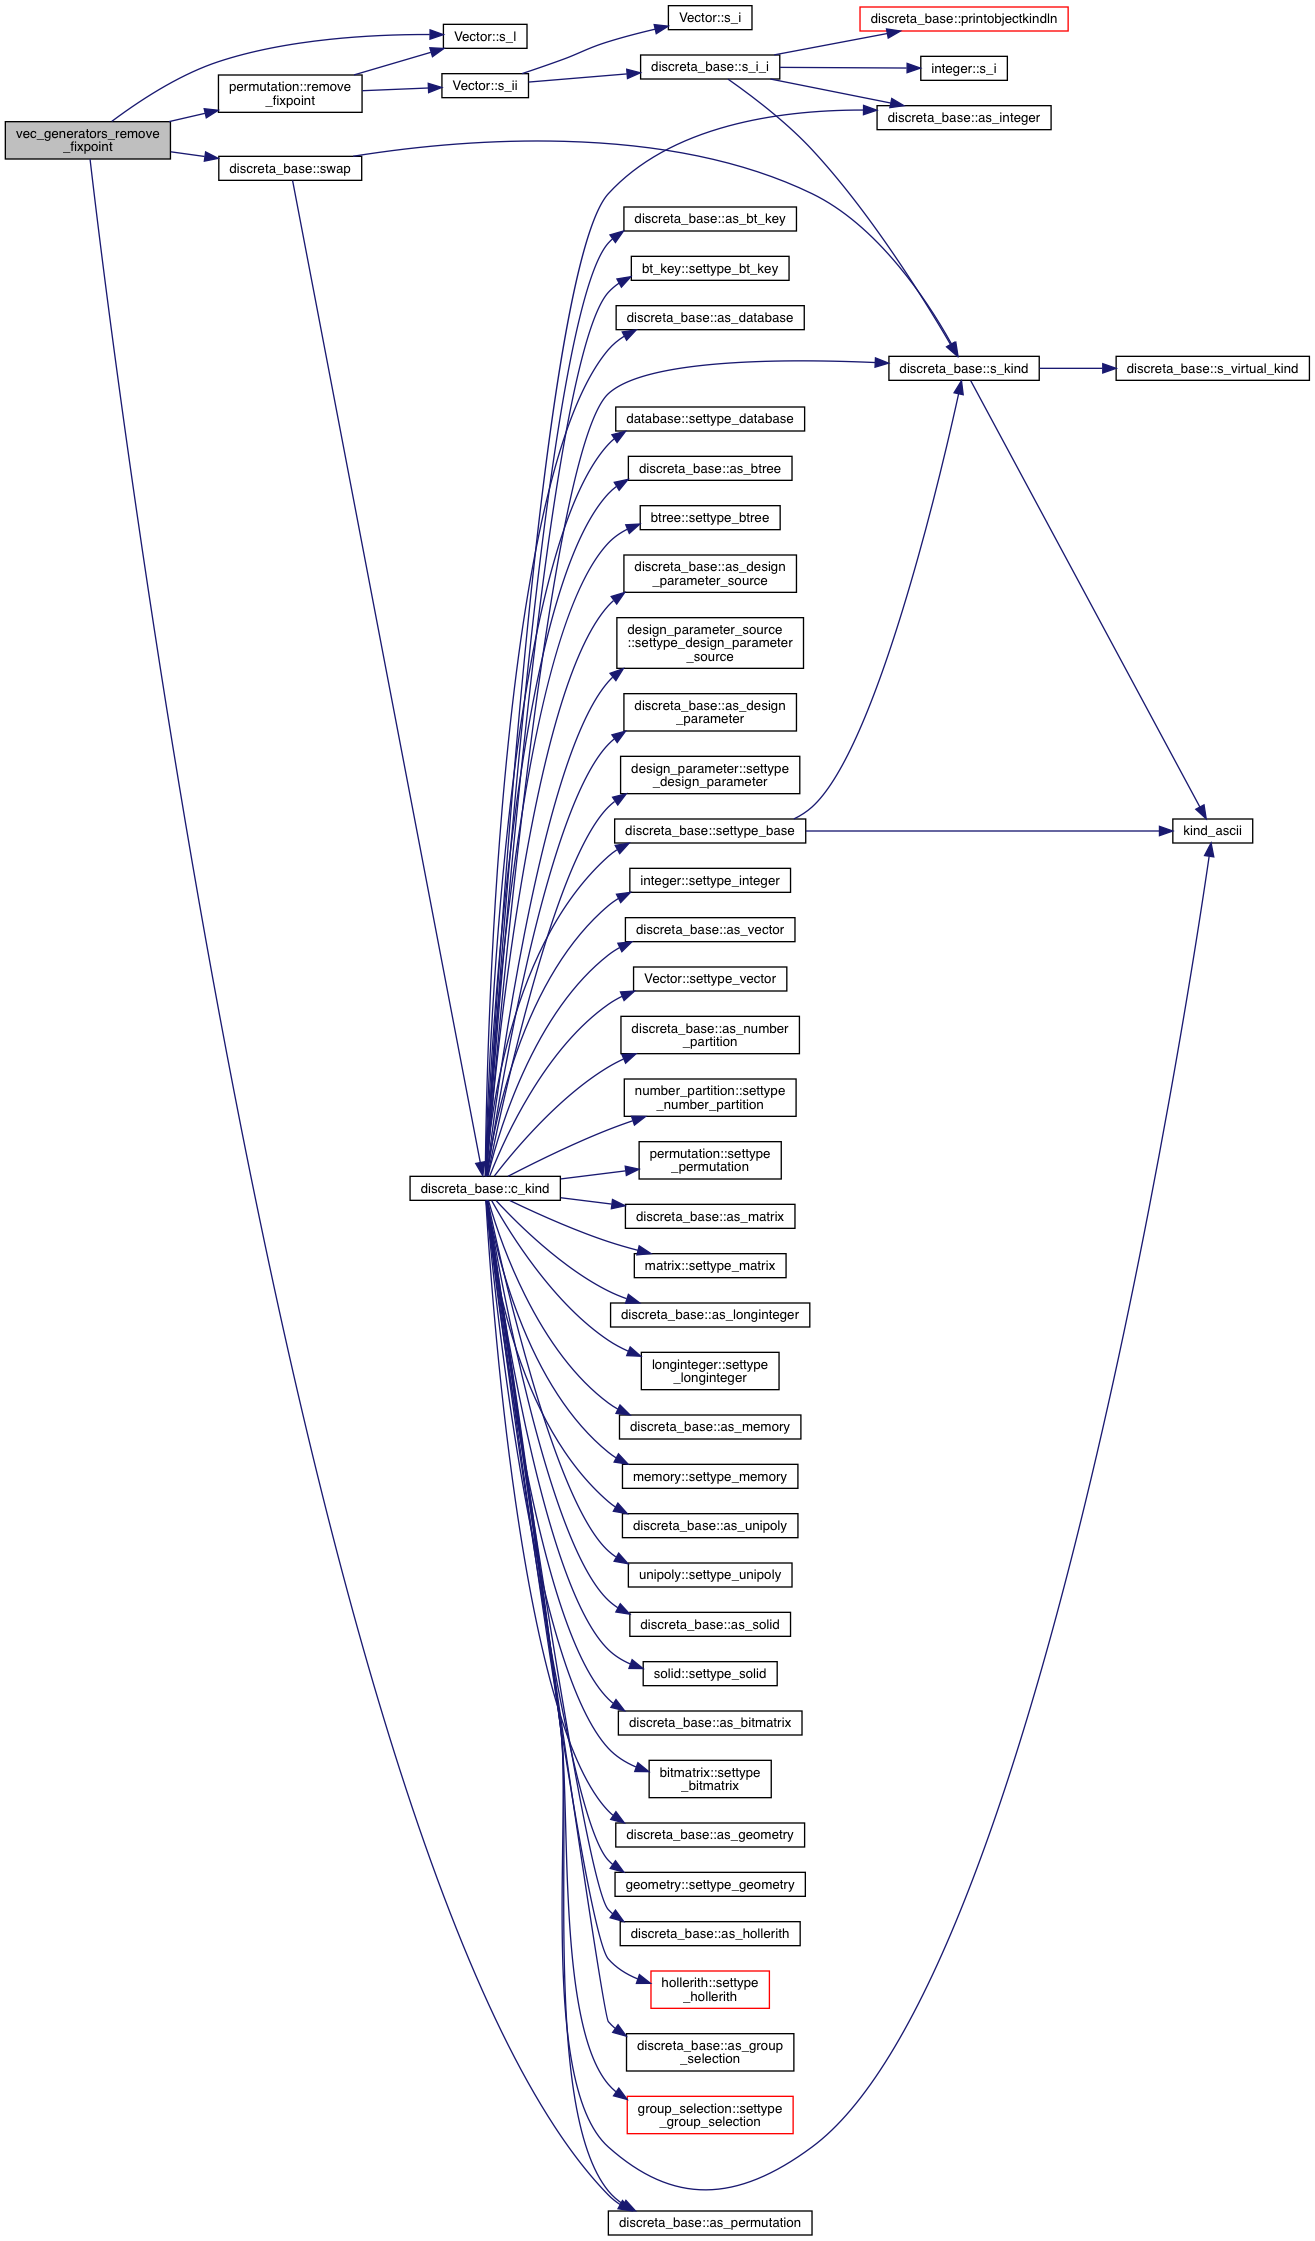 vec_generators_remove
_fixpoint
permutation::remove
_fixpoint
discreta_base::swap
Vector::s_l
Vector::s_ii
discreta_base::c_kind
Vector::s_i
discreta_base::s_i_i
discreta_base::as_bt_key
bt_key::settype_bt_key
discreta_base::as_database
database::settype_database
discreta_base::as_btree
btree::settype_btree
discreta_base::as_design
_parameter_source
design_parameter_source
::settype_design_parameter
_source
discreta_base::as_design
_parameter
design_parameter::settype
_design_parameter
discreta_base::settype_base
integer::settype_integer
discreta_base::as_vector
Vector::settype_vector
discreta_base::as_number
_partition
number_partition::settype
_number_partition
permutation::settype
_permutation
discreta_base::as_matrix
matrix::settype_matrix
discreta_base::as_longinteger
longinteger::settype
_longinteger
discreta_base::as_memory
memory::settype_memory
discreta_base::as_unipoly
unipoly::settype_unipoly
discreta_base::as_solid
solid::settype_solid
discreta_base::as_bitmatrix
bitmatrix::settype
_bitmatrix
discreta_base::as_geometry
geometry::settype_geometry
discreta_base::as_hollerith
hollerith::settype
_hollerith
discreta_base::as_group
_selection
group_selection::settype
_group_selection
discreta_base::as_permutation
discreta_base::printobjectkindln
integer::s_i
discreta_base::as_integer
discreta_base::s_kind
discreta_base::s_virtual_kind
kind_ascii